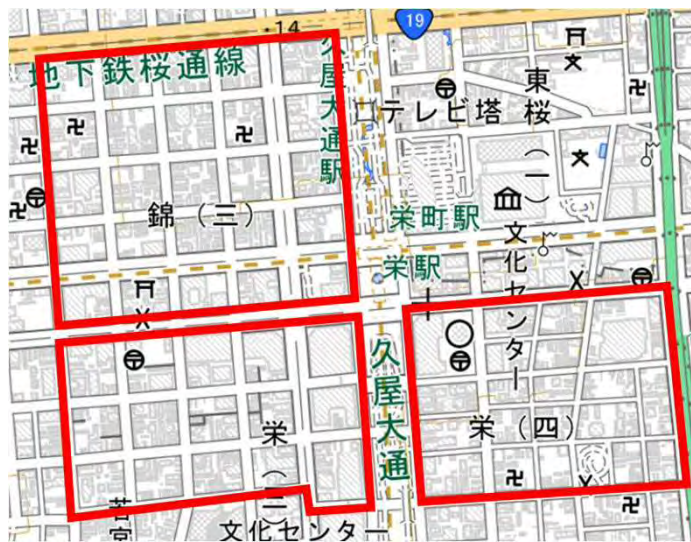 ・14
19
地下鉄桜通線
久屋大通駅
テレビ塔
東桜(一)
錦(三)
栄町駅
栄駅
文化センター
久屋大通
栄(四)
栄(三)
若宮
文化センター